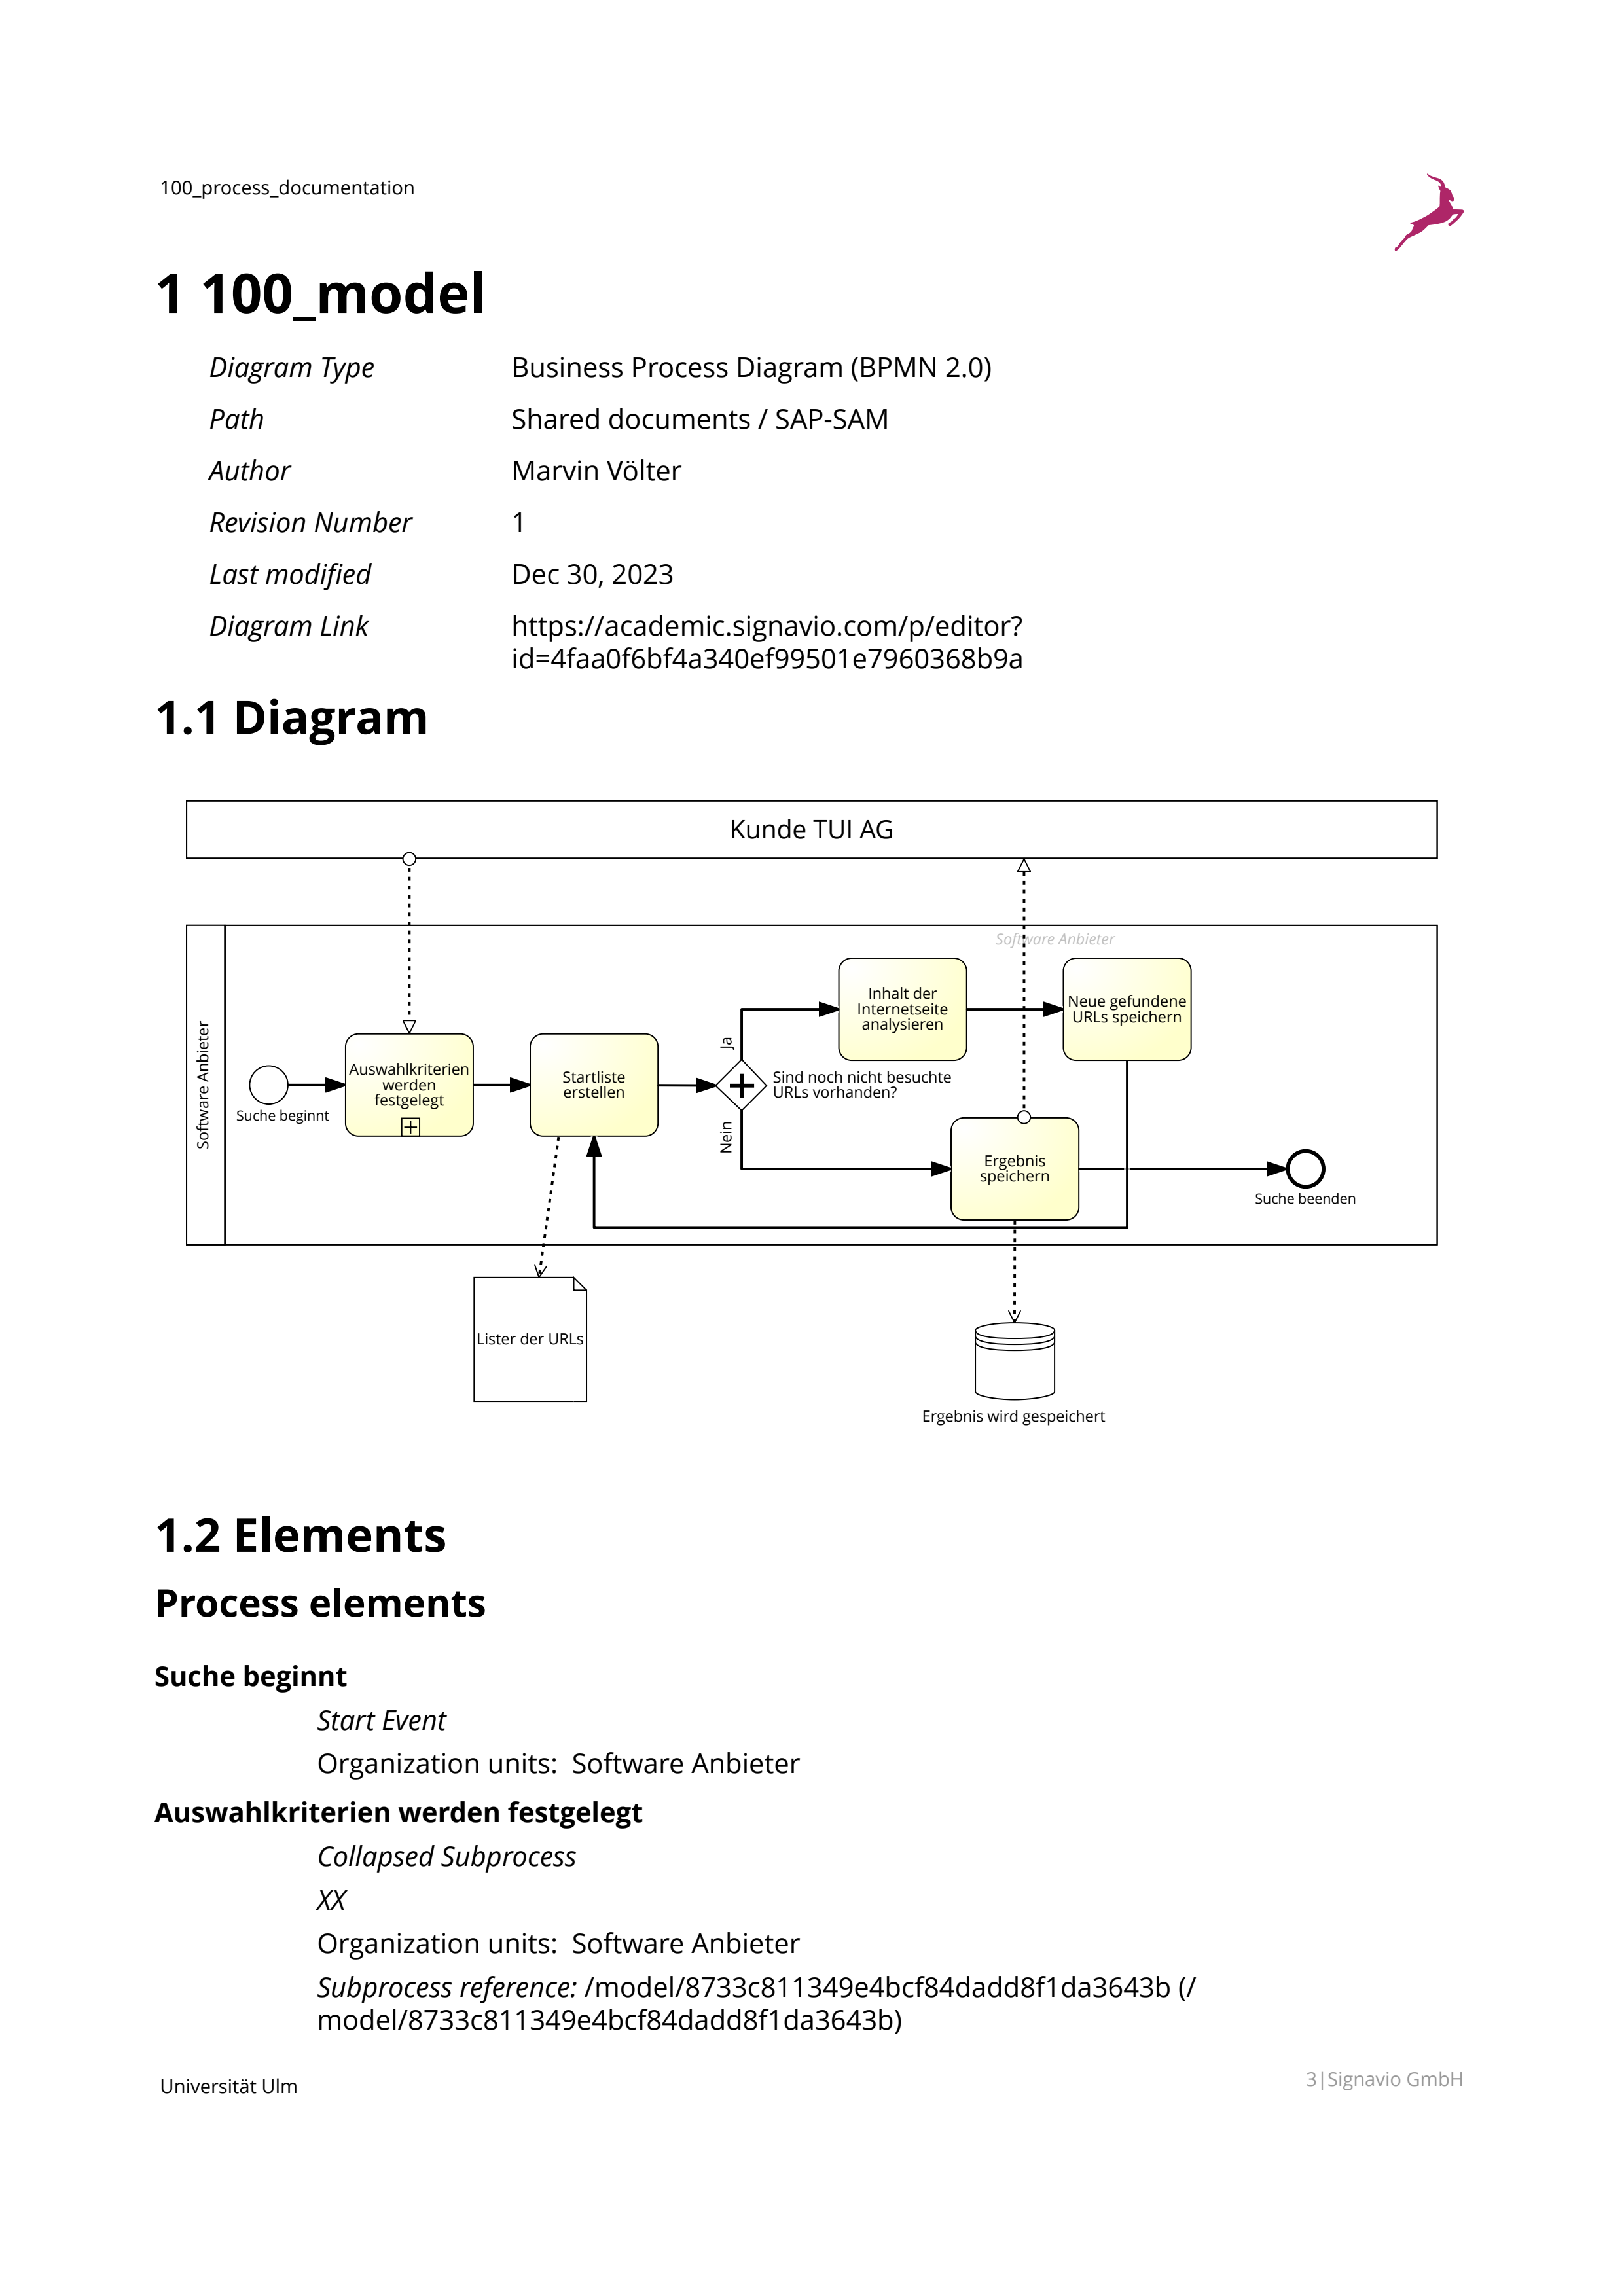 100_process_documentation
1 100_model
Diagram Type Business Process Diagram (BPMN 2.0)
Path Shared documents / SAP-SAM
Author Marvin Völter
Revision Number 1
Last modified Dec 30, 2023
Diagram Link https://academic.signavio.com/p/editor?
id=4faa0f6bf4a340ef99501e7960368b9a
1.1 Diagram
Kunde TUI AG
Software Anbieter
Software Anbieter
Suche beginnt
Auswahlkriterien
werden
festgelegt
Startliste
erstellen
Ja
Nein
Sind noch nicht besuchte
URLs vorhanden?
Inhalt der
Internetseite
analysieren
Neue gefundene
URLs speichern
Ergebnis
speichern
Suche beenden
Lister der URLs
Ergebnis wird gespeichert
1.2 Elements
Process elements
Suche beginnt
Start Event
Organization units: Software Anbieter
Auswahlkriterien werden festgelegt
Collapsed Subprocess
XX
Organization units: Software Anbieter
Subprocess reference: /model/8733c811349e4bcf84dadd8f1da3643b (/
model/8733c811349e4bcf84dadd8f1da3643b)
Universität Ulm
3|Signavio GmbH